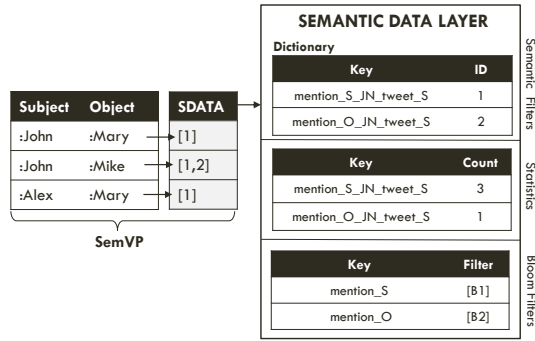 SEMANTIC DATA LAYER
Dictionary
Key ID
mention_S_JN_tweet_S 1
mention_O_JN_tweet_S 2
Semantic Filters
Subject Object SDATA
:John :Mary [1]
:John :Mike [1,2]
:Alex :Mary [1]
SemVP
Key Count
mention_S_JN_tweet_S 3
mention_O_JN_tweet_S 1
Statistics
Key Filter
mention_S [B1]
mention_O [B2]
Bloom Filters